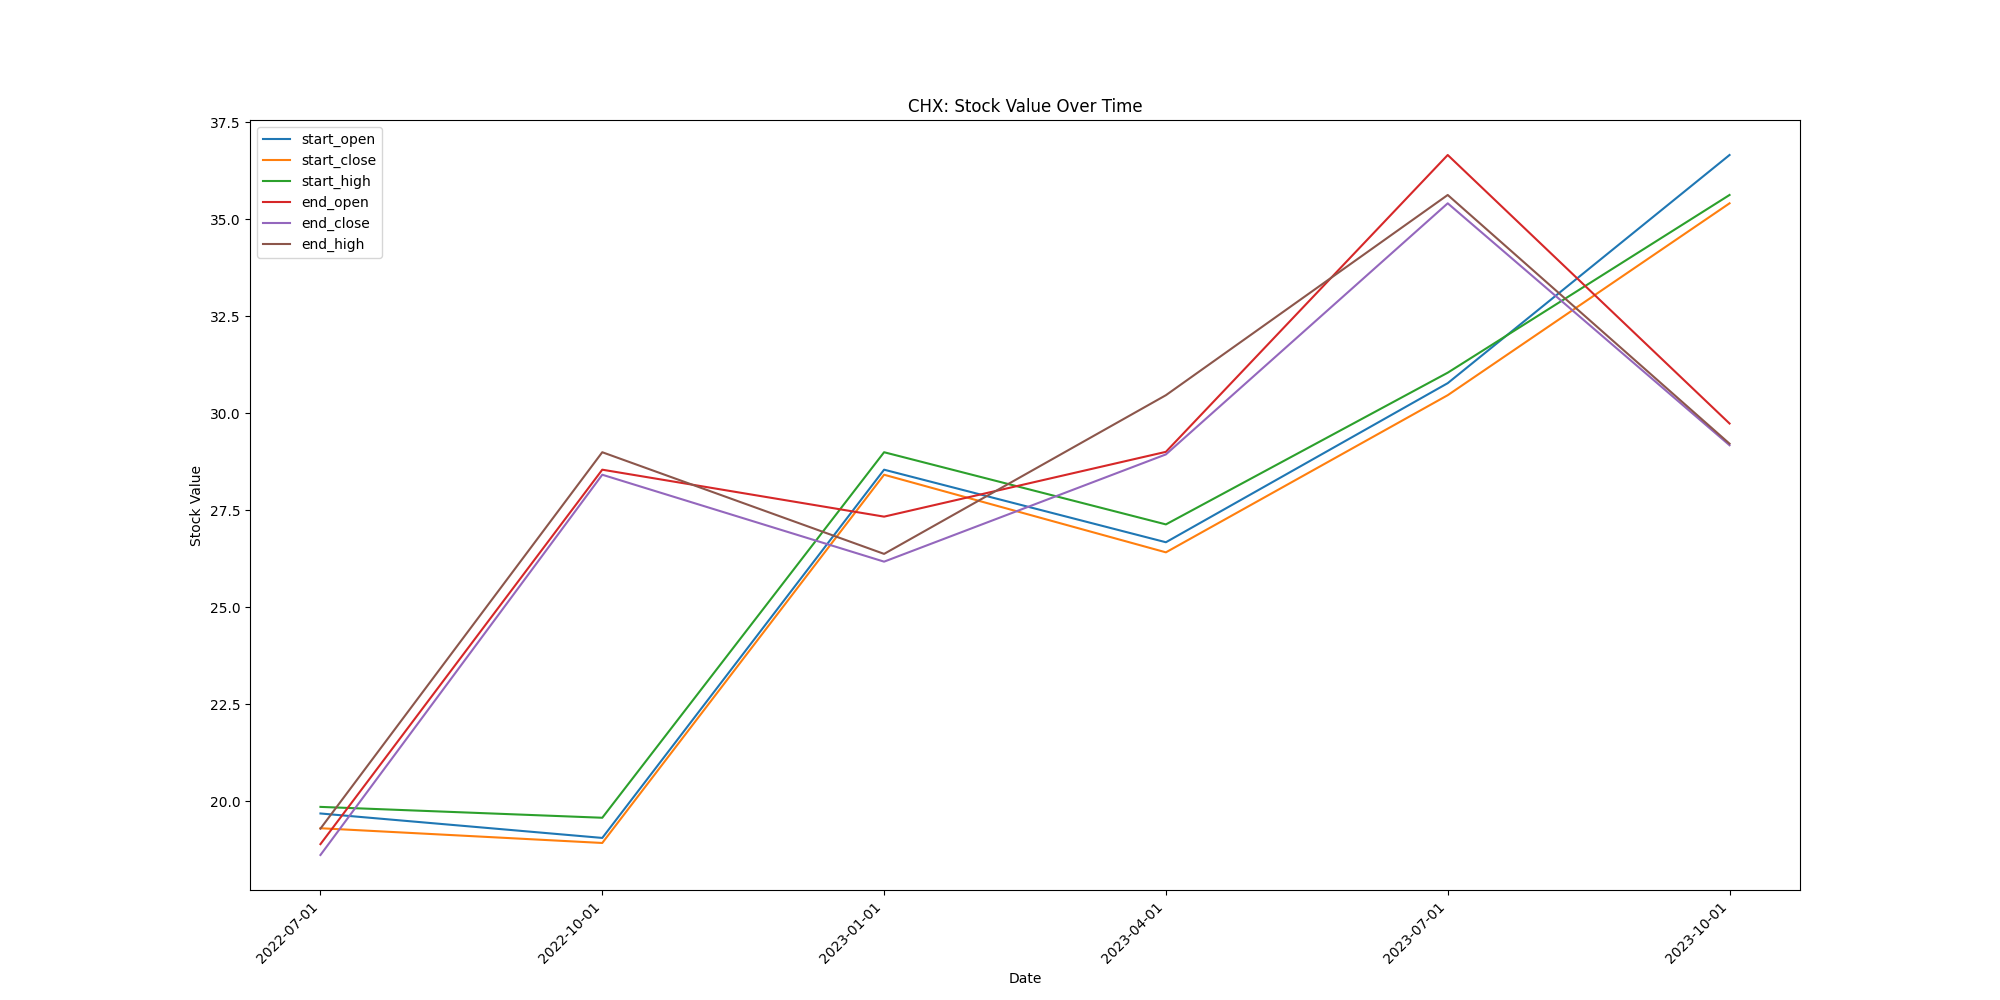 CHX: Stock Value Over Time
37.5
35.0
32.5
30.0
27.5
25.0
22.5
20.0
Stock Value
start_open
start_close
start_high
end_open
end_close
end_high
2022-07-01
2022-10-01
2023-01-01
2023-04-01
2023-07-01
2023-10-01
Date